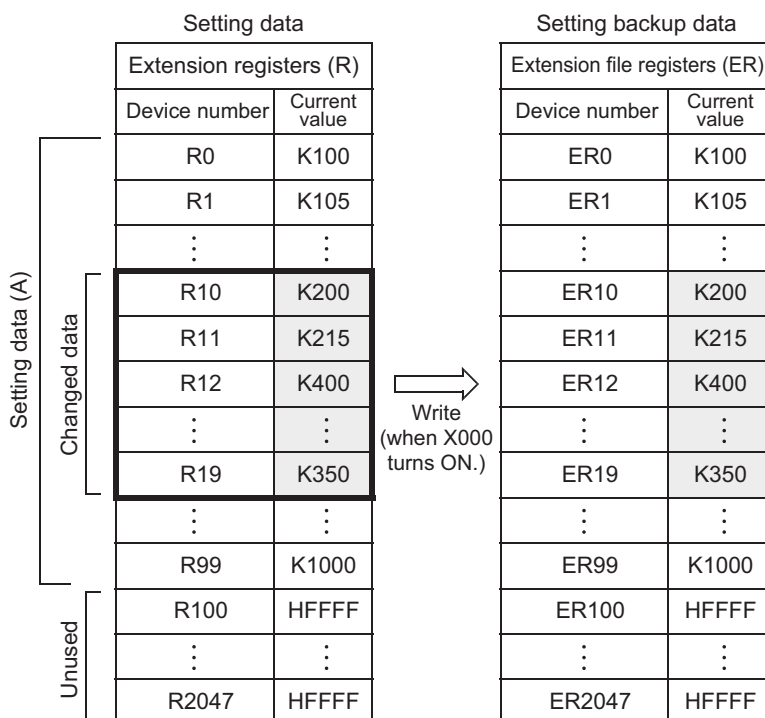 Setting data
Extension registers (R)
Device number Current value
R0 K100
R1 K105
⋮ ⋮
R10 K200
R11 K215
R12 K400
⋮ ⋮
R19 K350
⋮ ⋮
R99 K1000
R100 HFFFF
⋮ ⋮
R2047 HFFFF
Setting data (A)
Changed data
Unused
Write
(when X000
turns ON.)
Setting backup data
Extension file registers (ER)
Device number Current value
ER0 K100
ER1 K105
⋮ ⋮
ER10 K200
ER11 K215
ER12 K400
⋮ ⋮
ER19 K350
⋮ ⋮
ER99 K1000
ER100 HFFFF
⋮ ⋮
ER2047 HFFFF